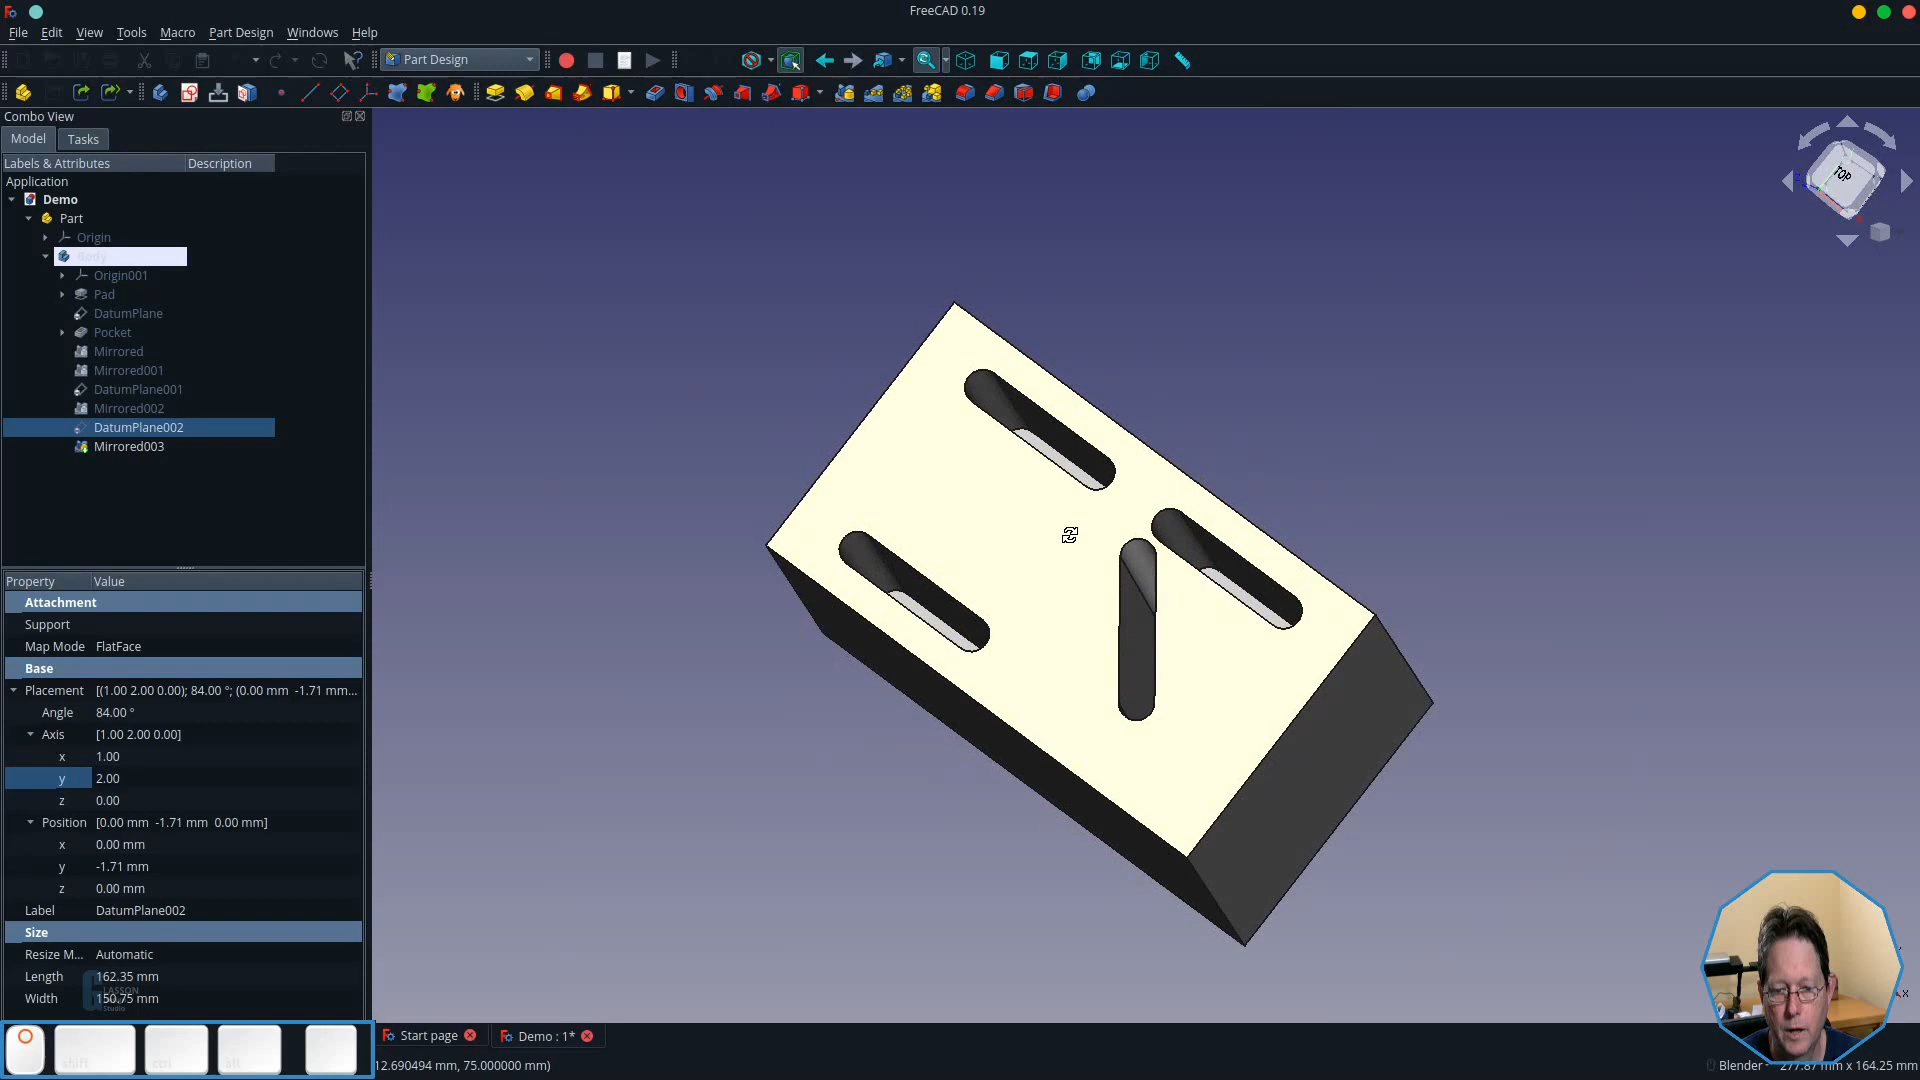 FreeCAD 0.19
File Edit View Tools Macro Part Design Windows Help
Part Design
Combo View
Model Tasks
Labels & Attributes Description
Application
Demo
Part
Origin
Body
Origin001
Pad
DatumPlane
Pocket
Mirrored
Mirrored001
DatumPlane001
Mirrored002
DatumPlane002
Mirrored003
TOP
Property Value
Attachment
Support
Map Mode FlatFace
Base
Placement [(1.00 2.00 0.00); 84.00 °; (0.00 mm -1.71 mm...
Angle 84.00 °
Axis [1.00 2.00 0.00]
x 1.00
y 2.00
z 0.00
Position [0.00 mm -1.71 mm 0.00 mm]
x 0.00 mm
y -1.71 mm
z 0.00 mm
Label DatumPlane002
Size
Resize M... Automatic
Length 162.35 mm
Width 150.75 mm
shift ctrl alt
Start page Demo : 1*
12.690494 mm, 75.000000 mm)
Blender 277.87 mm x 164.25 mm